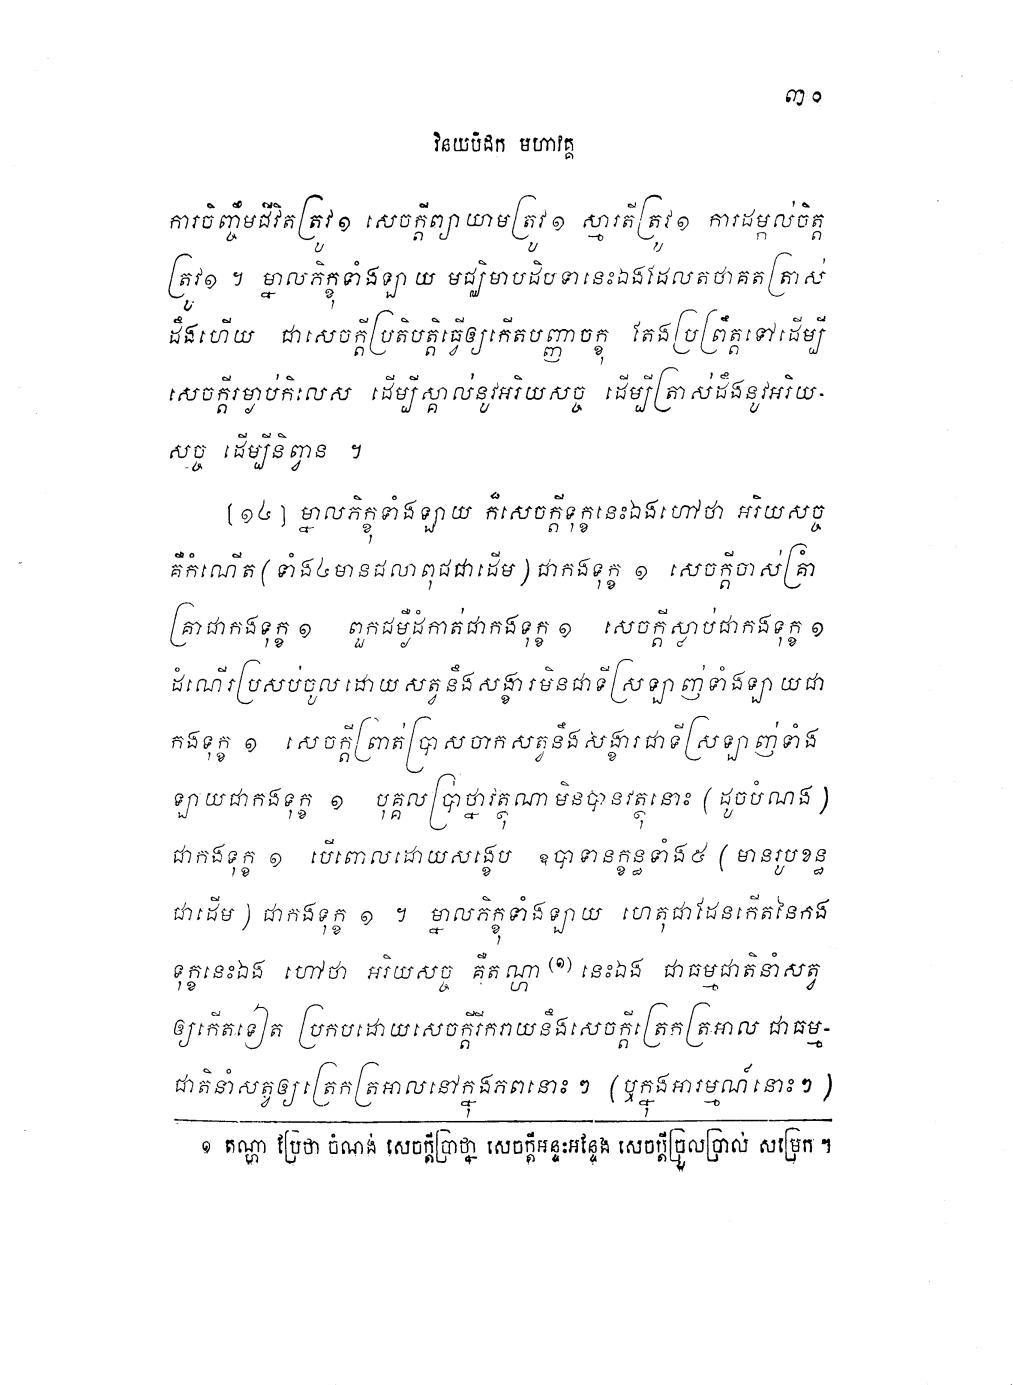 ៣០
វិនយបិដក មហាវគ្គ
ការចិញ្ចឹមជីវិតត្រូវ១ សេចក្តីព្យាយាមត្រូវ១ ស្មារតីត្រូវ១ ការដម្កល់ចិត្ត
ត្រូវ១ ។ ម្នាលភិក្ខុទាំងឡាយ មជ្ឈិមាបដិបទានេះឯងដែលតថាគតត្រាស់
ដឹងហើយ ជាសេចក្តីប្រតិបត្តិធ្វើឲ្យកើតបញ្ញាចក្ខុ តែងប្រព្រឹត្តទៅដើម្បី
សេចក្តីរម្ងាប់កិលេស ដើម្បីស្គាល់នូវអរិយសច្ច ដើម្បីត្រាស់ដឹងនូវអរិយ-
សច្ច ដើម្បីនិព្វាន ។
[១៤] ម្នាលភិក្ខុទាំងឡាយ ក៏សេចក្តីទុក្ខនេះឯងហៅថា អរិយសច្ច
គឺកំណើត (ទាំង៤មានជលាពុជជាដើម) ជាកងទុក្ខ ១ សេចក្តីចាស់គ្រាំ
គ្រាជាកងទុក្ខ ១ ពួកជម្ងឺដំកាត់ជាកងទុក្ខ ១ សេចក្តីស្លាប់ជាកងទុក្ខ ១
ដំណើរប្រសប់ចូលដោយសត្វនឹងសង្ខារមិនជាទីស្រឡាញ់ទាំងឡាយជា
កងទុក្ខ ១ សេចក្តីព្រាត់ប្រាសចាកសត្វនឹងសង្ខារជាទីស្រឡាញ់ទាំង
ឡាយជាកងទុក្ខ ១ បុគ្គលប្រាថ្នាវត្ថុណាមិនបានវត្ថុនោះ (ដូចបំណង)
ជាកងទុក្ខ ១ បើពោលដោយសង្ខេប ឧបាទានក្ខន្ធទាំង៥ (មានរូបខន្ធ
ជាដើម) ជាកងទុក្ខ ១ ។ ម្នាលភិក្ខុទាំងឡាយ ហេតុជាដែនកើតនៃកង
ទុក្ខនេះឯង ហៅថា អរិយសច្ច គឺតណ្ហា (១) នេះឯង ជាធម្មជាតិនាំសត្វ
ឲ្យកើតទៀត ប្រកបដោយសេចក្តីរីករាយនឹងសេចក្តីត្រេកត្រអាល ជាធម្ម-
ជាតិនាំសត្វឲ្យត្រេកត្រអាលនៅក្នុងភពនោះ ៗ (ឬក្នុងអារម្មណ៍នោះ ៗ)
១ តណ្ហា ប្រែថា ចំណង់ សេចក្តីប្រាថ្នា សេចក្តីអន្ទះអន្ទែង សេចក្តីច្រួលច្រាល់ សម្រេក ។